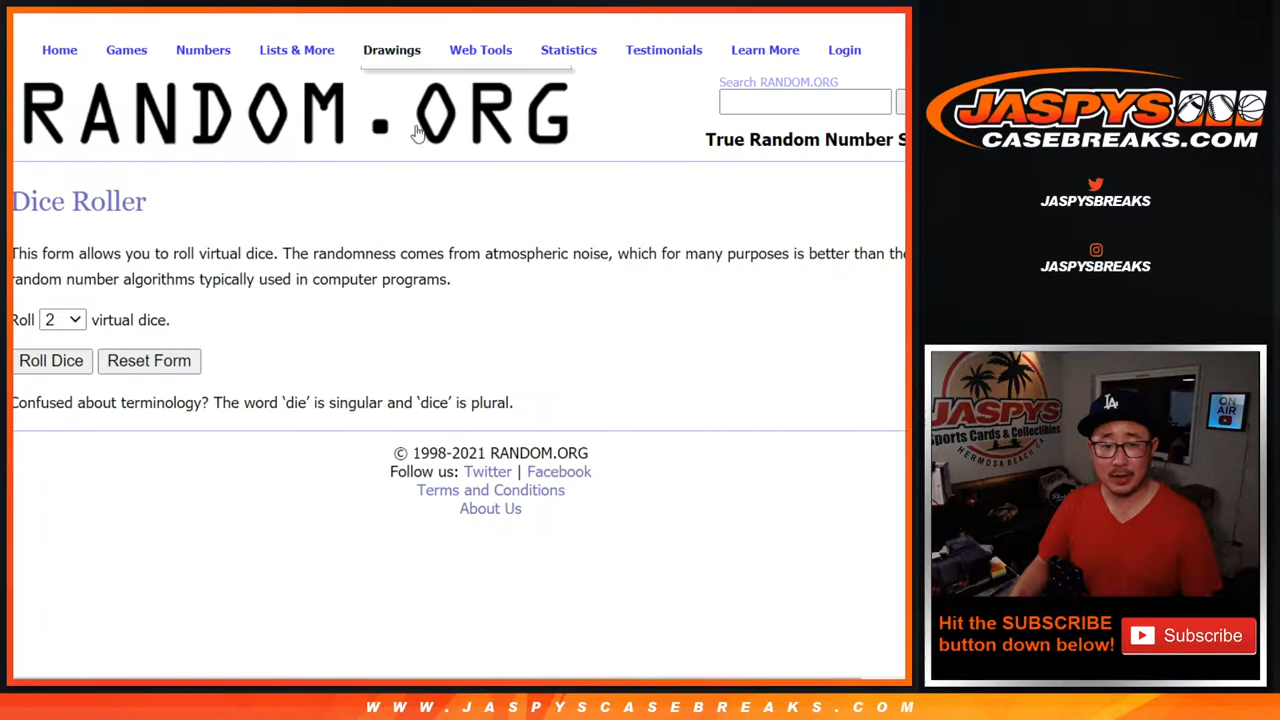 Home Games Numbers Lists & More Drawings Web Tools Statistics Testimonials Learn More Login
RANDOM.ORG
Search RANDOM.ORG
True Random Number S
Dice Roller
This form allows you to roll virtual dice. The randomness comes from atmospheric noise, which for many purposes is better than the
random number algorithms typically used in computer programs.
Roll 2 virtual dice.
Roll Dice Reset Form
Confused about terminology? The word ‘die’ is singular and ‘dice’ is plural.
© 1998-2021 RANDOM.ORG
Follow us: Twitter | Facebook
Terms and Conditions
About Us
JASPYS
CASEBREAKS.COM
JASPYSBREAKS
JASPYSBREAKS
JASPYS
Sports Cards & Collectibles
HERMOSA BEACH, CA
LA
ON
AIR
Hit the SUBSCRIBE
button down below!
Subscribe
WWW.JASPYSCASEBREAKS.COM